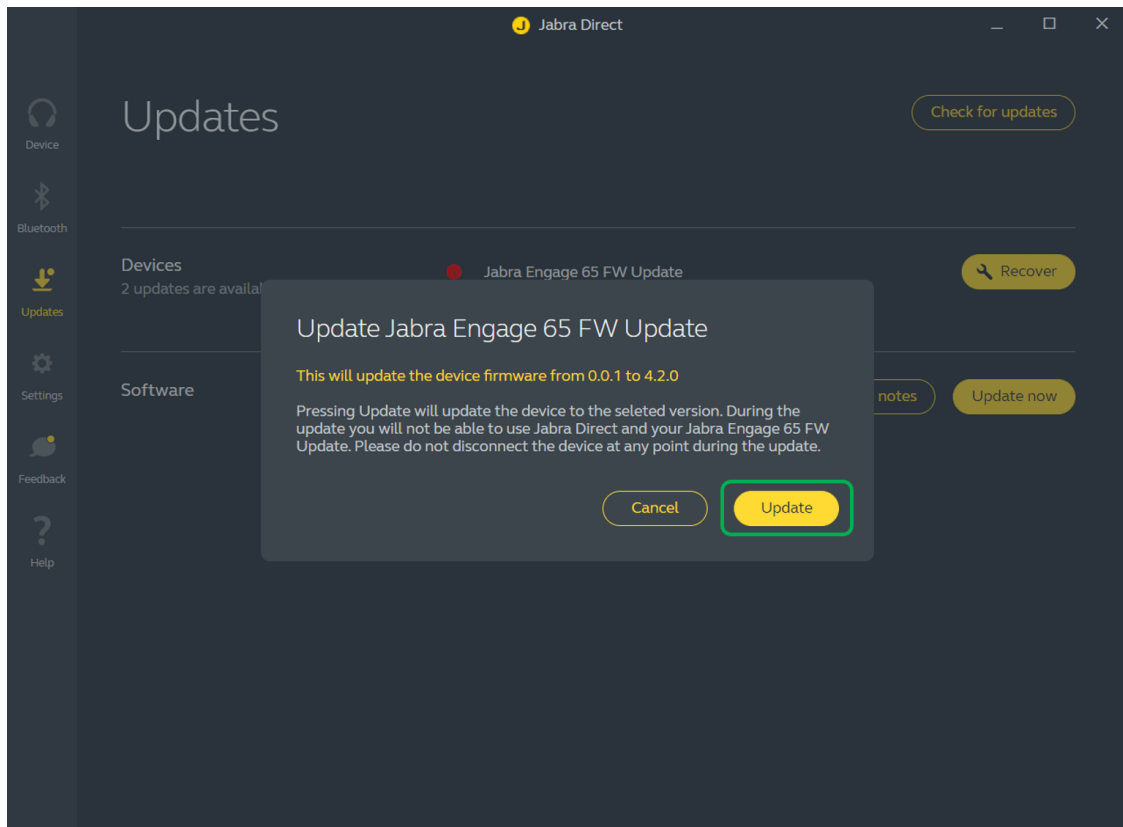 Jabra Direct
Device
Bluetooth
Updates
Settings
Feedback
Help
Updates
Check for updates
Devices
2 updates are
Jabra Engage 65 FW Update
Recover
Software
notes
Update now
Update Jabra Engage 65 FW Update
This will update the device firmware from 0.0.1 to 4.2.0
Pressing Update will update the device to the seleted version. During the
update you will not be able to use Jabra Direct and your Jabra Engage 65 FW
Update. Please do not disconnect the device at any point during the update.
Cancel
Update